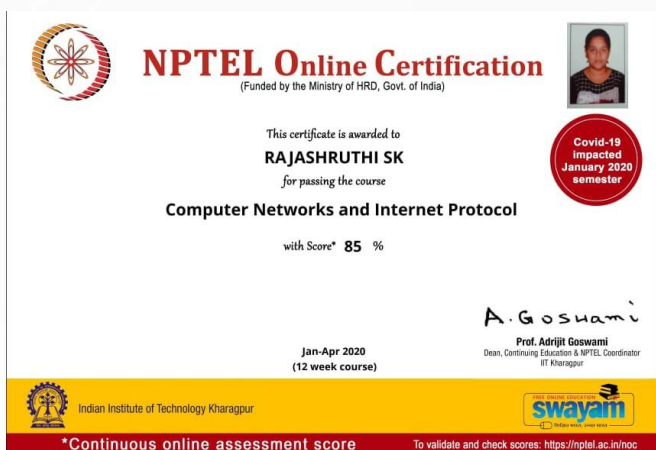 NPTEL Online Certification
(Funded by the Ministry of HRD, Govt. of India)
This certificate is awarded to
RAJASHRUTHI SK
for passing the course
Computer Networks and Internet Protocol
with Score* 85 %
Covid-19
impacted
January 2020
semester
A. Goswami
Prof. Adrijit Goswami
Dean, Continuing Education & NPTEL Coordinator
IIT Kharagpur
Jan-Apr 2020
(12 week course)
Indian Institute of Technology Kharagpur
FREE ONLINE EDUCATION
swayam
*Continuous online assessment score
To validate and check scores: https://nptel.ac.in/noc